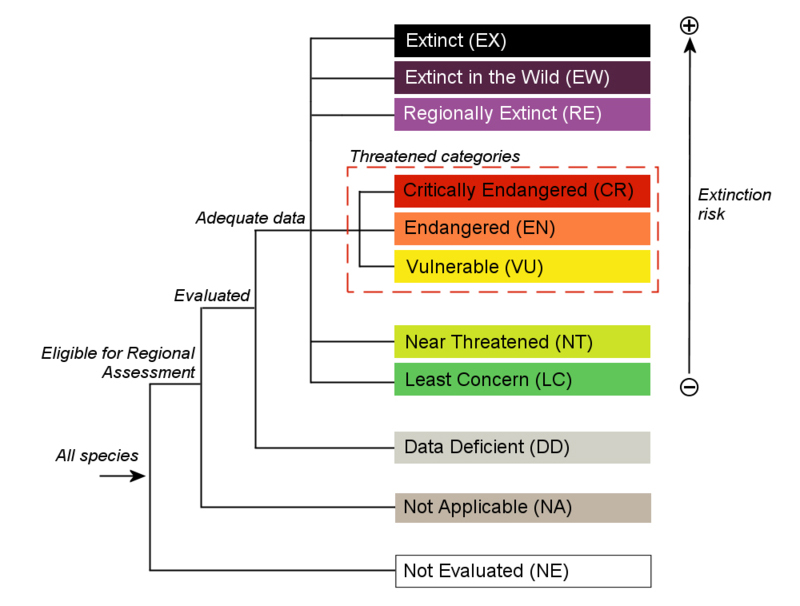 Extinct (EX)
Extinct in the Wild (EW)
Regionally Extinct (RE)
Threatened categories
Critically Endangered (CR)
Extinction
risk
Adequate data
Endangered (EN)
Vulnerable (VU)
Evaluated
Near Threatened (NT)
Eligible for Regional
Assessment
Least Concern (LC)
Data Deficient (DD)
All species
Not Applicable (NA)
Not Evaluated (NE)